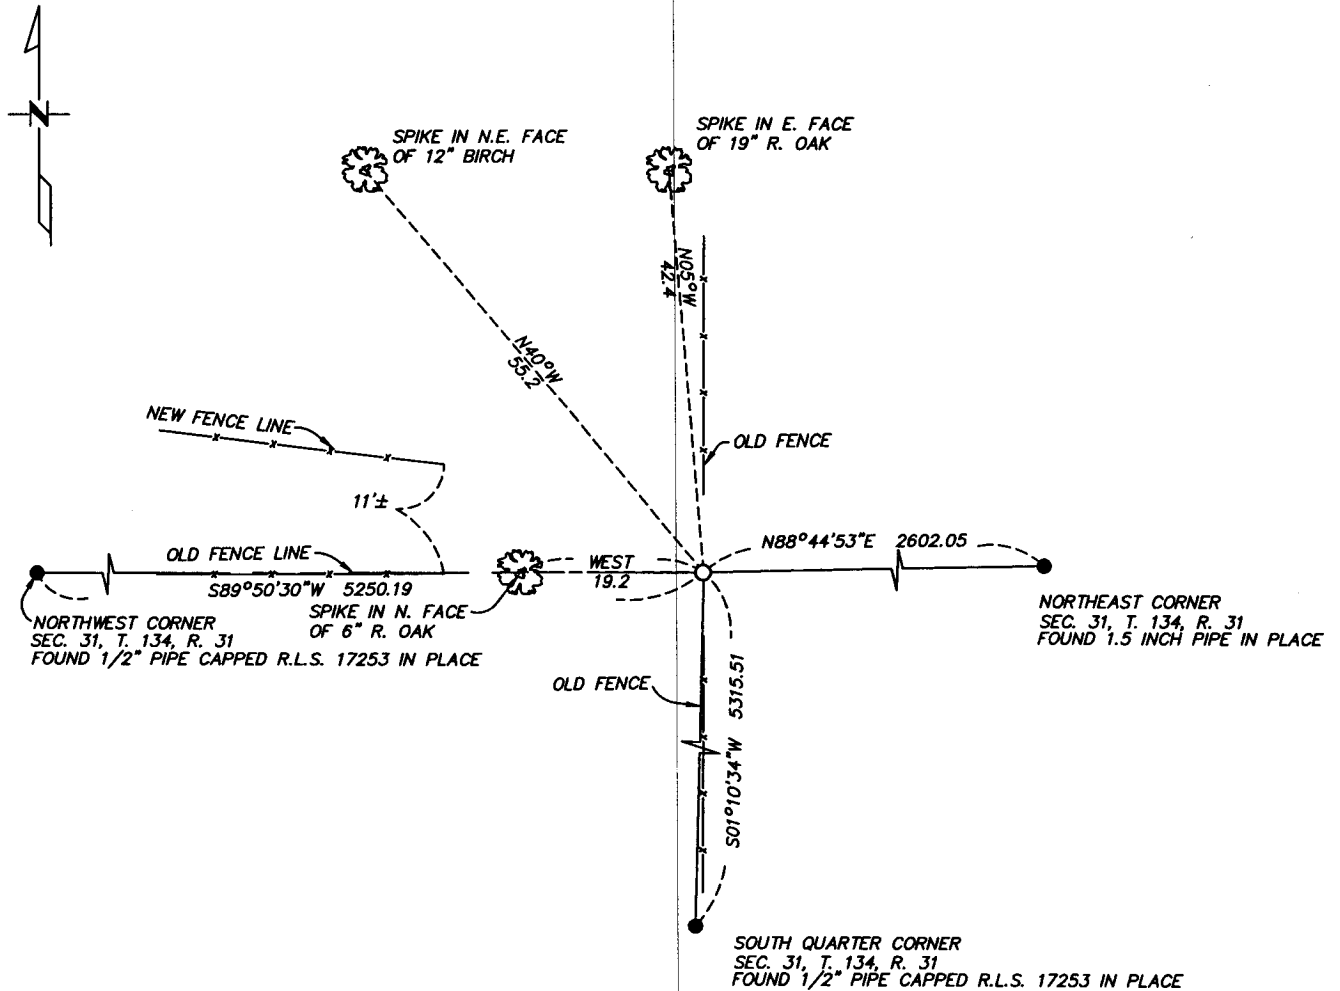 N
SPIKE IN N.E. FACE
OF 12" BIRCH
SPIKE IN E. FACE
OF 19" R. OAK
N05°W
42.4
N40°W
55.2
NEW FENCE LINE
OLD FENCE
11'±
OLD FENCE LINE
S89°50'30"W 5250.19
WEST
19.2
N88°44'53"E 2602.05
SPIKE IN N. FACE
OF 6" R. OAK
NORTHWEST CORNER
SEC. 31, T. 134, R. 31
FOUND 1/2" PIPE CAPPED R.L.S. 17253 IN PLACE
NORTHEAST CORNER
SEC. 31, T. 134, R. 31
FOUND 1.5 INCH PIPE IN PLACE
OLD FENCE
S01°10'34"W 5315.51
SOUTH QUARTER CORNER
SEC. 31, T. 134, R. 31
FOUND 1/2" PIPE CAPPED R.L.S. 17253 IN PLACE